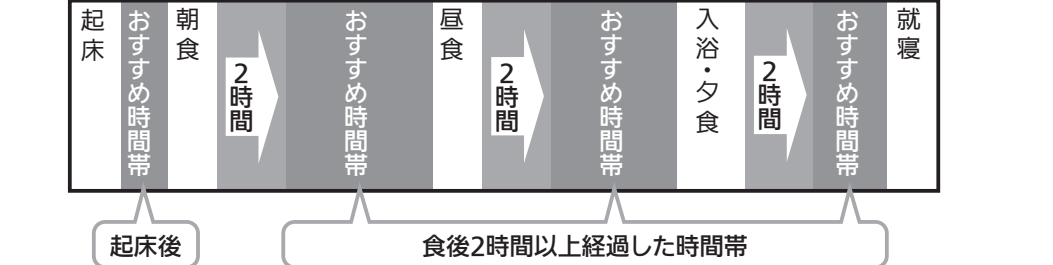 起床
おすすめ時間帯
朝食
2時間
おすすめ時間帯
昼食
2時間
おすすめ時間帯
入浴・夕食
2時間
おすすめ時間帯
就寝
起床後
食後2時間以上経過した時間帯